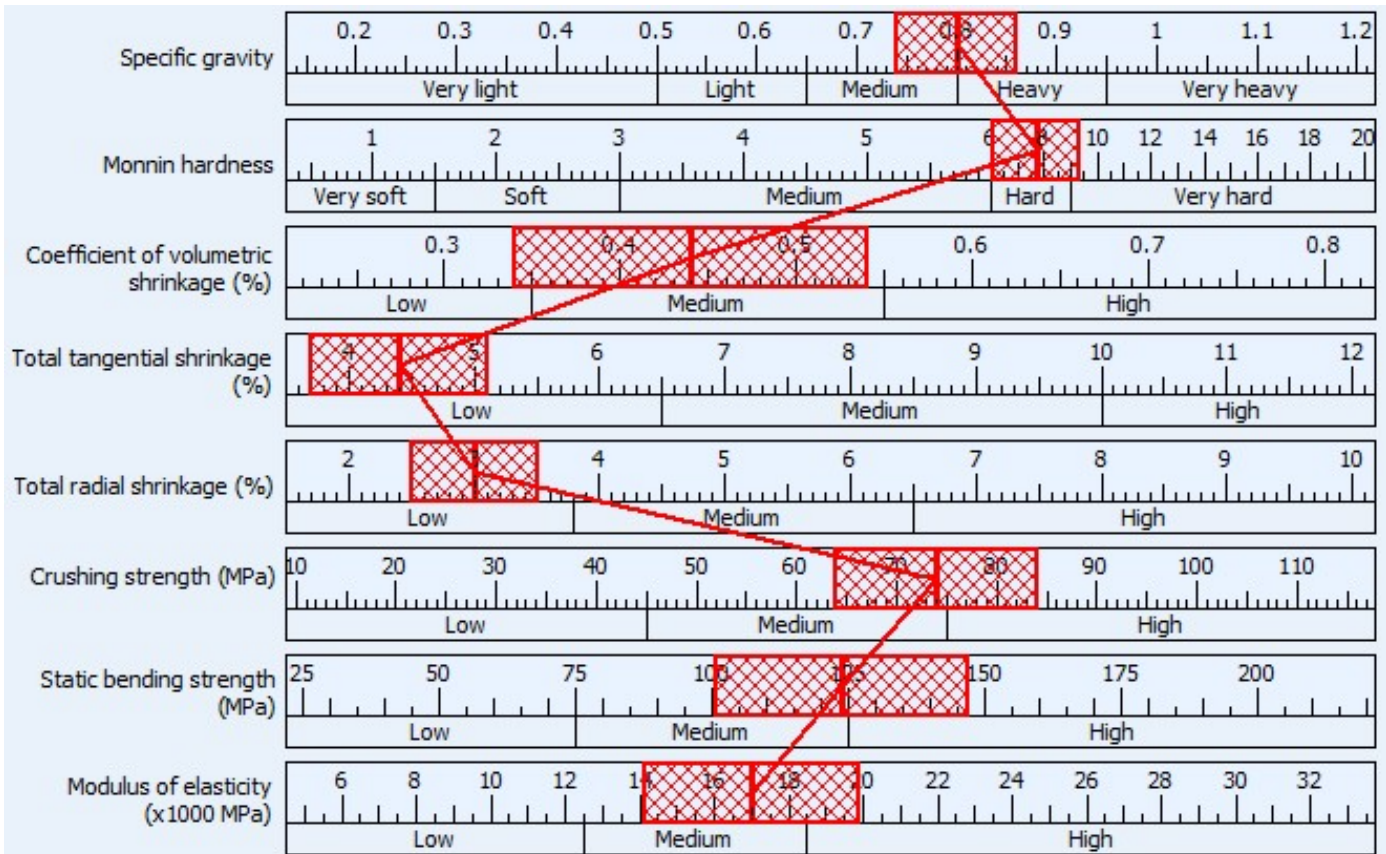 0.2 0.3 0.4 0.5 0.6 0.7 0.8 0.9 1 1.1 1.2
Specific gravity
Very light Light Medium Heavy Very heavy
1 2 3 4 5 6 8 10 12 14 16 18 20
Monnin hardness
Very soft Soft Medium Hard Very hard
0.3 0.4 0.5 0.6 0.7 0.8
Coefficient of volumetric
shrinkage (%)
Low Medium High
4 5 6 7 8 9 10 11 12
Total tangential shrinkage
(%)
Low Medium High
2 3 4 5 6 7 8 9 10
Total radial shrinkage (%)
Low Medium High
10 20 30 40 50 60 70 80 90 100 110
Crushing strength (MPa)
Low Medium High
25 50 75 100 125 150 175 200
Static bending strength
(MPa)
Low Medium High
6 8 10 12 14 16 18 20 22 24 26 28 30 32
Modulus of elasticity
(x1000 MPa)
Low Medium High